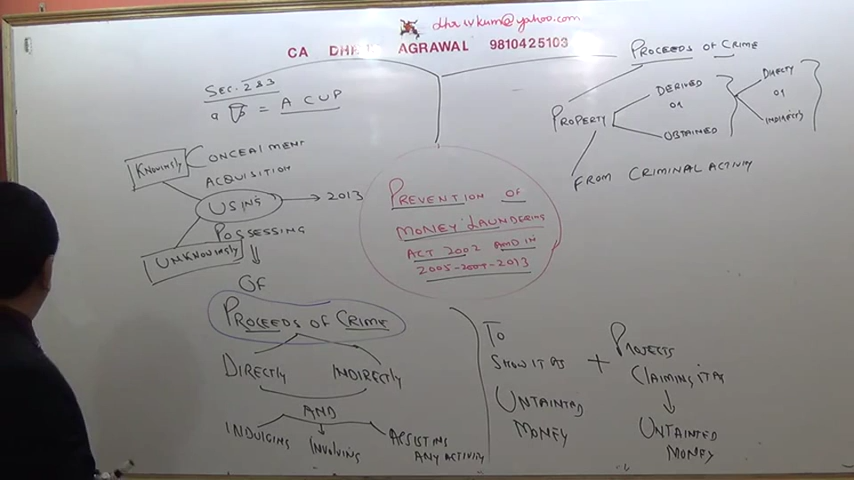 dhruvkum@yahoo.com
CA DHR AGRAWAL 9810425103
SEC. 2&3
a = A CUP
KNOWINGLY
CONCEALMENT
ACQUISITION
USING → 2013
POSSESSING
UNKNOWINGLY
OF
PROCEEDS OF CRIME
DIRECTLY INDIRECTLY
AND
INDULGING INVOLVING ASSISTING
ANY ACTIVITY
PREVENTION OF
MONEY LAUNDERING
ACT 2002 AMD IN
2005-2009-2013
PROCEEDS OF CRIME
PROPERTY
DERIVED
OR
OBTAINED
DIRECTLY
OR
INDIRECTLY
FROM CRIMINAL ACTIVITY
TO
SHOW IT AS
UNTAINTED
MONEY
+
PROJECTS
CLAIMING IT AS
UNTAINTED
MONEY